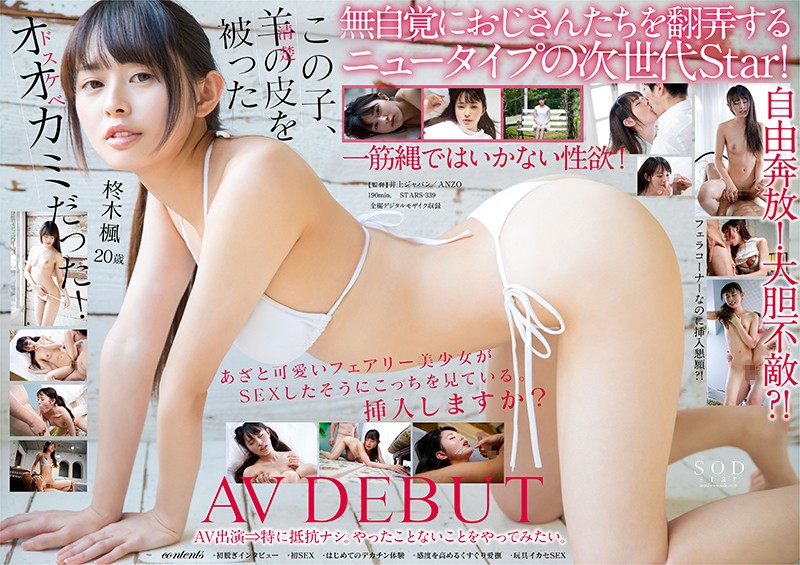 無自覚におじさんたちを翻弄する
ニュータイプの次世代Star!
この子、
清楚
羊の皮を
被った
ドスケベ
オオカミだった!
柊木楓
20歳
一筋縄ではいかない性欲!
【監督】井上ジャパン/ANZO
190min. STARS-339
全編デジタルモザイク収録
自由奔放!大胆不敵?!
フェラコーナーなのに挿入懇願?!
あざと可愛いフェアリー美少女が
SEXしたそうにこっちを見ている。
挿入しますか?
SOD
star
AV DEBUT
AV出演⇒特に抵抗ナシ。やったことないことをやってみたい。
contents ・初脱ぎインタビュー ・初SEX ・はじめてのデカチン体験 ・感度を高めるくすぐり愛撫 ・玩具イカセSEX